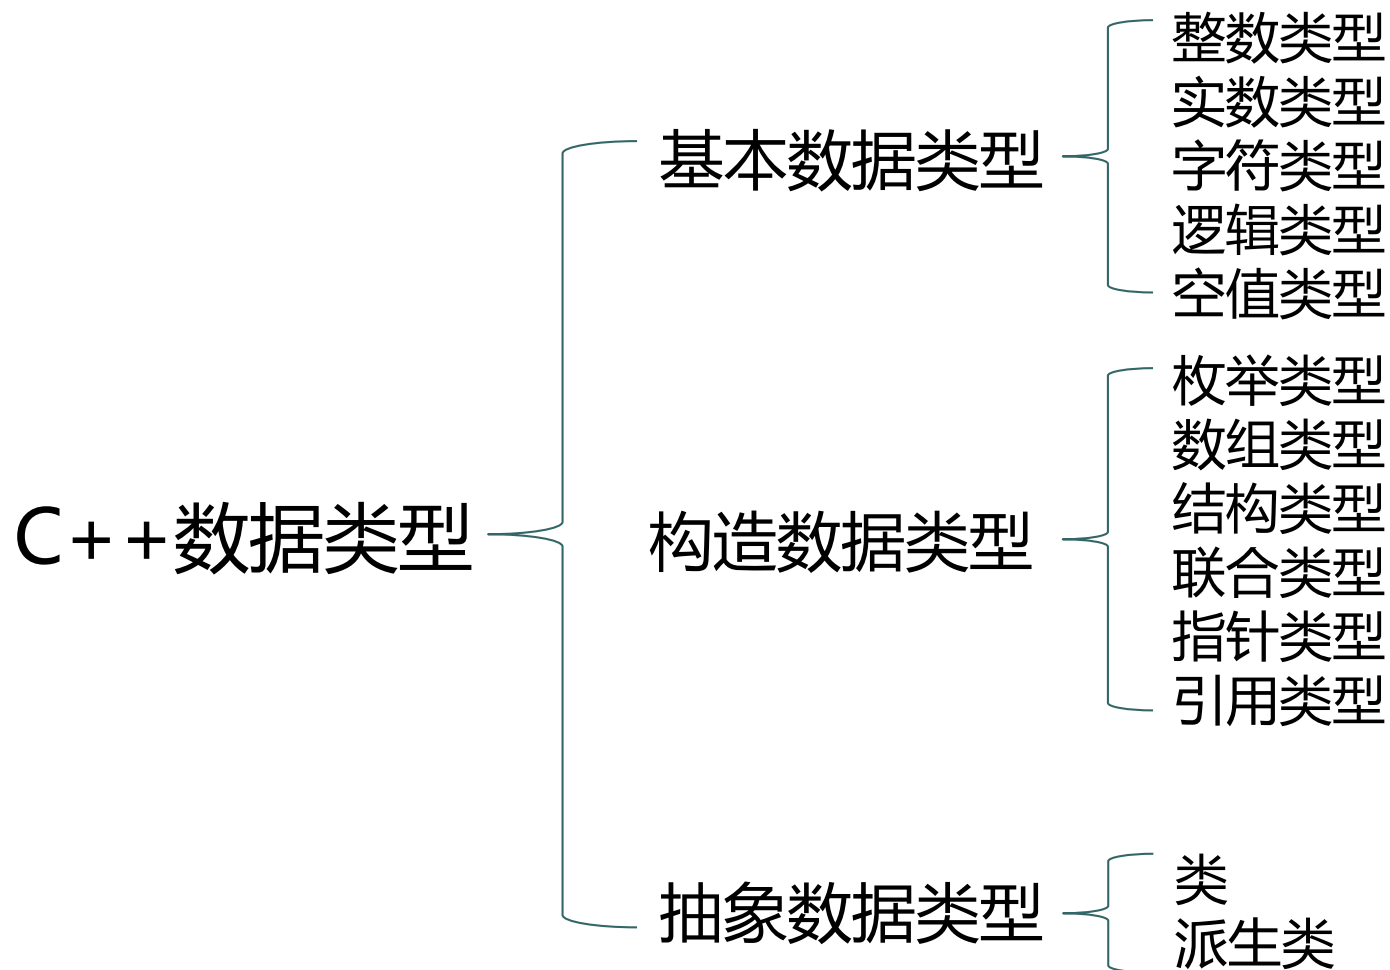 C++数据类型
基本数据类型
整数类型
实数类型
字符类型
逻辑类型
空值类型
构造数据类型
枚举类型
数组类型
结构类型
联合类型
指针类型
引用类型
抽象数据类型
类
派生类